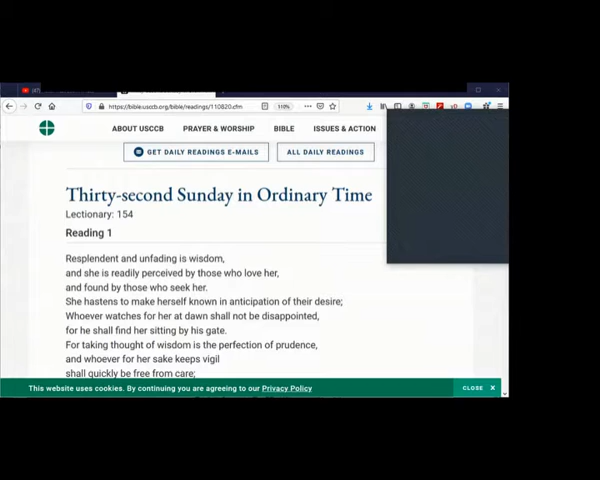 https://bible.usccb.org/bible/readings/110820.cfm
110%
ABOUT USCCB PRAYER & WORSHIP BIBLE ISSUES & ACTION
GET DAILY READINGS E-MAILS ALL DAILY READINGS
Thirty-second Sunday in Ordinary Time
Lectionary: 154
Reading 1
Resplendent and unfading is wisdom,
and she is readily perceived by those who love her,
and found by those who seek her.
She hastens to make herself known in anticipation of their desire;
Whoever watches for her at dawn shall not be disappointed,
for he shall find her sitting by his gate.
For taking thought of wisdom is the perfection of prudence,
and whoever for her sake keeps vigil
shall quickly be free from care;
This website uses cookies. By continuing you are agreeing to our Privacy Policy
CLOSE X